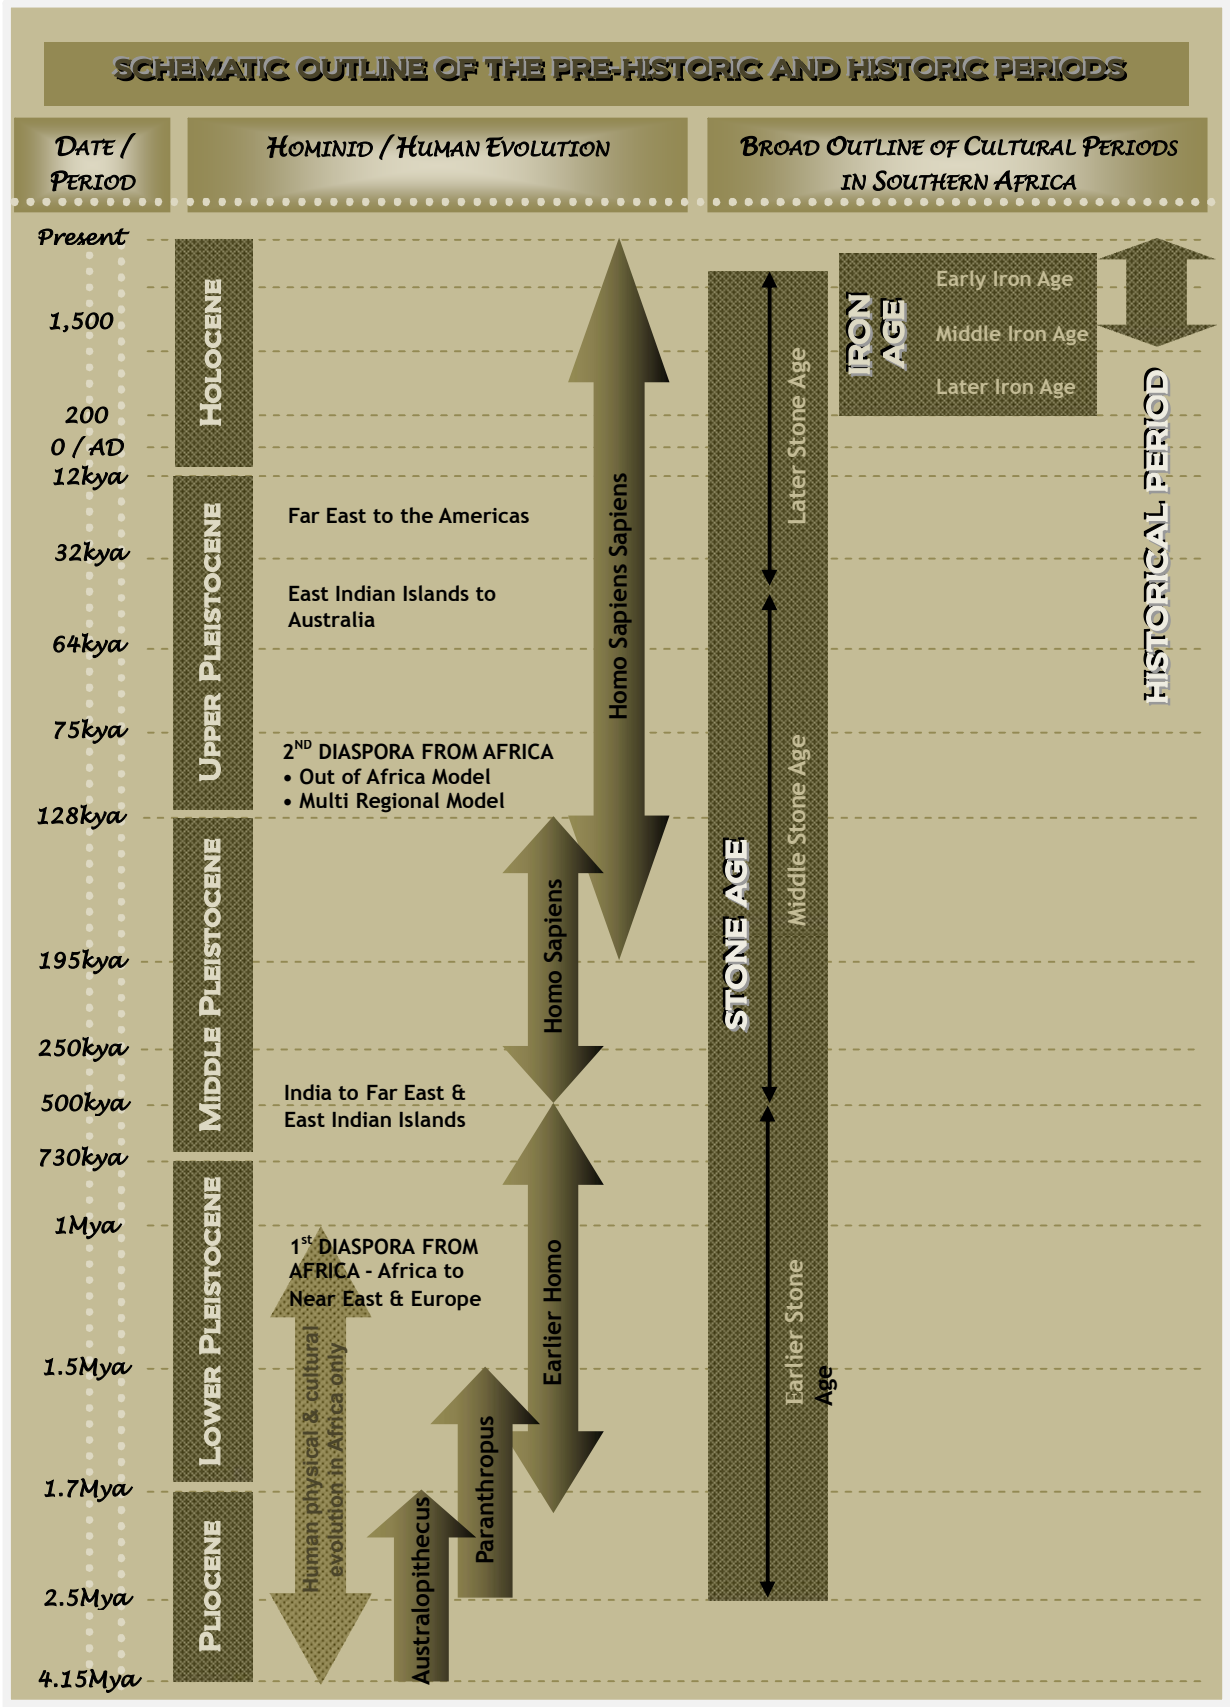 SCHEMATIC OUTLINE OF THE PRE-HISTORIC AND HISTORIC PERIODS
DATE /
PERIOD
HOMINID / HUMAN EVOLUTION
BROAD OUTLINE OF CULTURAL PERIODS
IN SOUTHERN AFRICA
Present
1,500
200
0 / AD
12kya
32kya
64kya
75kya
128kya
195kya
250kya
500kya
730kya
1Mya
1.5Mya
1.7Mya
2.5Mya
4.15Mya
HOLOCENE
UPPER PLEISTOCENE
MIDDLE PLEISTOCENE
LOWER PLEISTOCENE
PLIOCENE
Far East to the Americas
East Indian Islands to
Australia
2ND DIASPORA FROM AFRICA
• Out of Africa Model
• Multi Regional Model
India to Far East &
East Indian Islands
1st DIASPORA FROM
AFRICA - Africa to
Near East & Europe
Human physical & cultural
evolution in Africa only
Australopithecus
Paranthropus
Earlier Homo
Homo Sapiens
Homo Sapiens Sapiens
STONE AGE
Later Stone Age
Middle Stone Age
Earlier Stone
Age
IRON
AGE
Early Iron Age
Middle Iron Age
Later Iron Age
HISTORICAL PERIOD